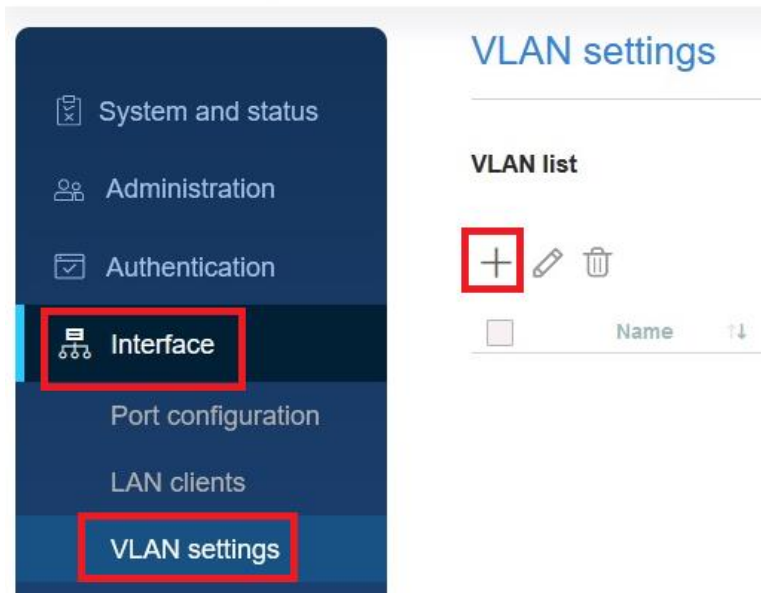 System and status
Administration
Authentication
Interface
Port configuration
LAN clients
VLAN settings
VLAN settings
VLAN list
Name